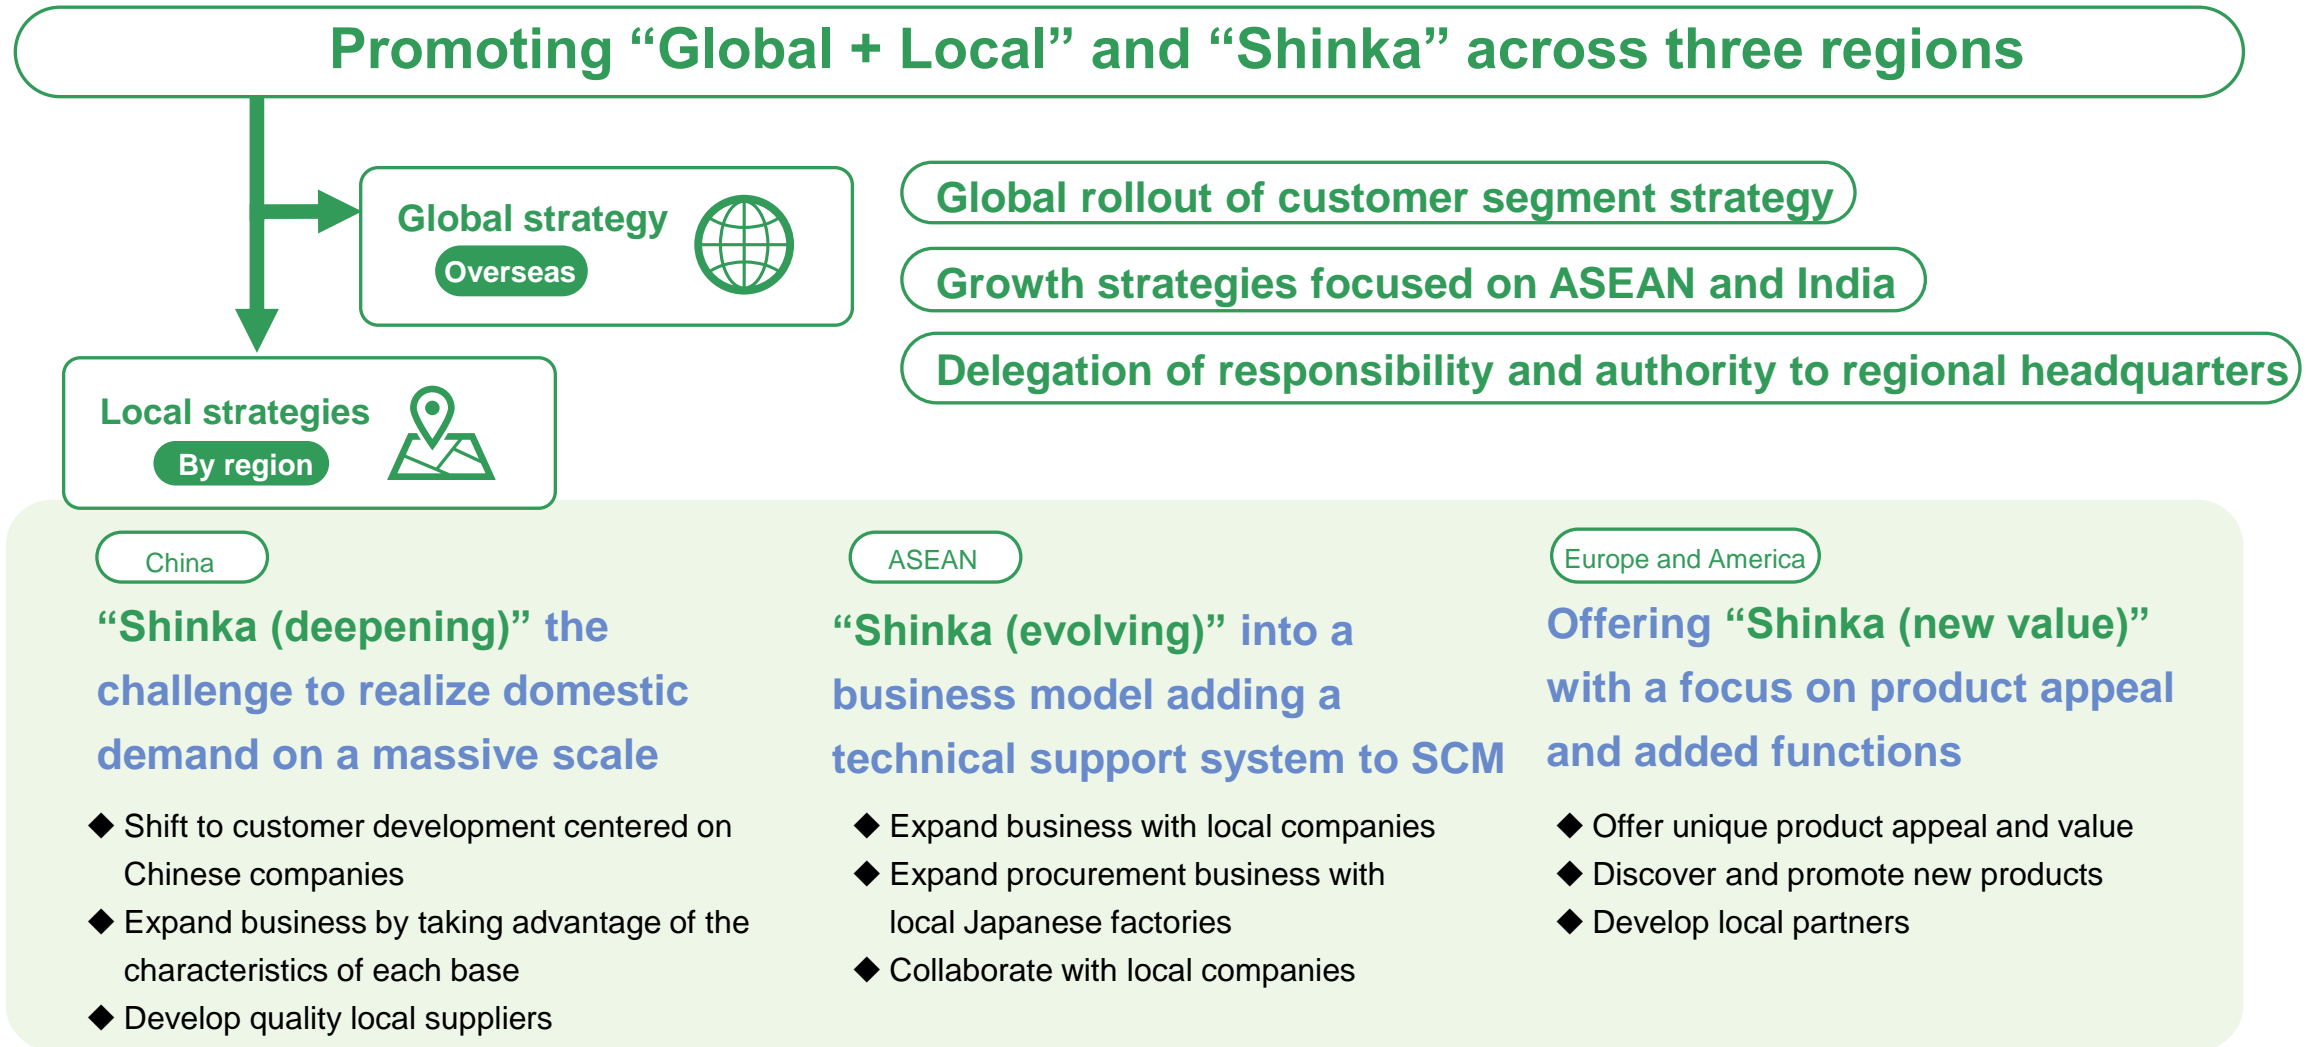 Promoting “Global + Local” and “Shinka” across three regions
Global strategy
Overseas
Global rollout of customer segment strategy
Growth strategies focused on ASEAN and India
Delegation of responsibility and authority to regional headquarters
Local strategies
By region
China
“Shinka (deepening)” the
challenge to realize domestic
demand on a massive scale
◆ Shift to customer development centered on
Chinese companies
◆ Expand business by taking advantage of the
characteristics of each base
◆ Develop quality local suppliers
ASEAN
“Shinka (evolving)” into a
business model adding a
technical support system to SCM
◆ Expand business with local companies
◆ Expand procurement business with
local Japanese factories
◆ Collaborate with local companies
Europe and America
Offering “Shinka (new value)”
with a focus on product appeal
and added functions
◆ Offer unique product appeal and value
◆ Discover and promote new products
◆ Develop local partners